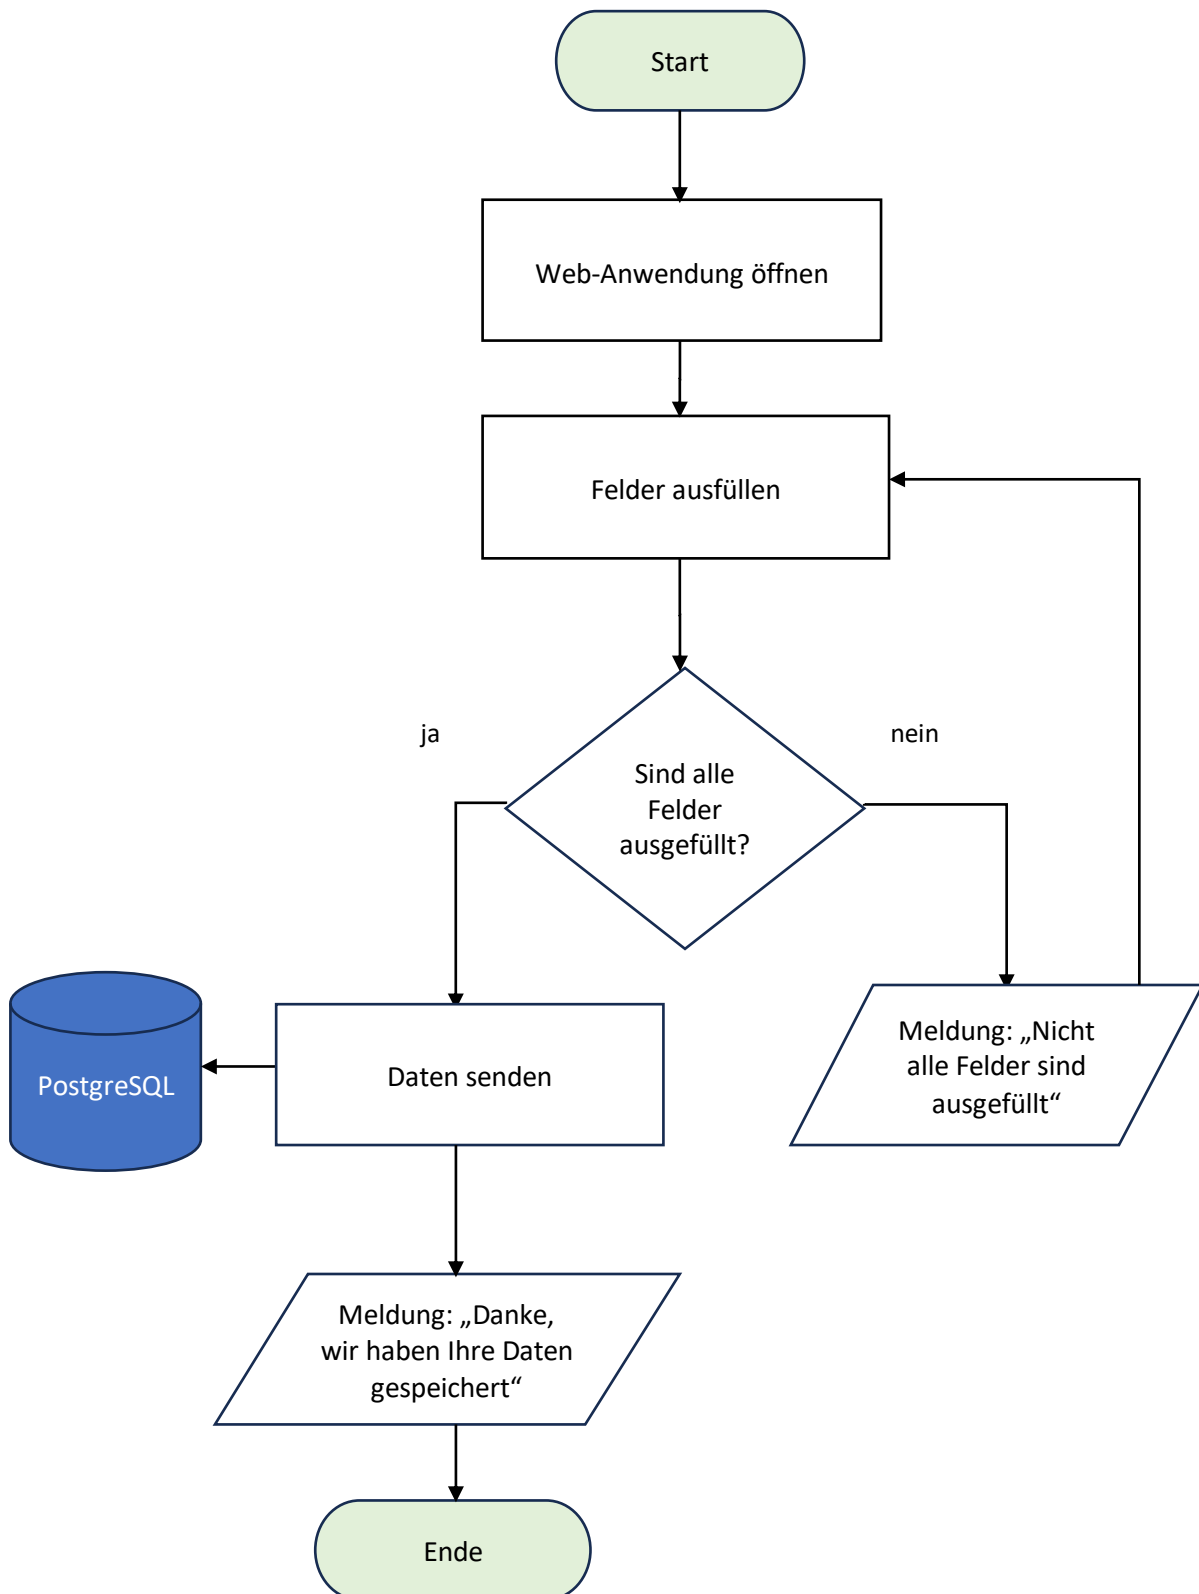 Start
Web-Anwendung öffnen
Felder ausfüllen
ja
nein
Sind alle
Felder
ausgefüllt?
PostgreSQL
Daten senden
Meldung: „Nicht
alle Felder sind
ausgefüllt“
Meldung: „Danke,
wir haben Ihre Daten
gespeichert“
Ende